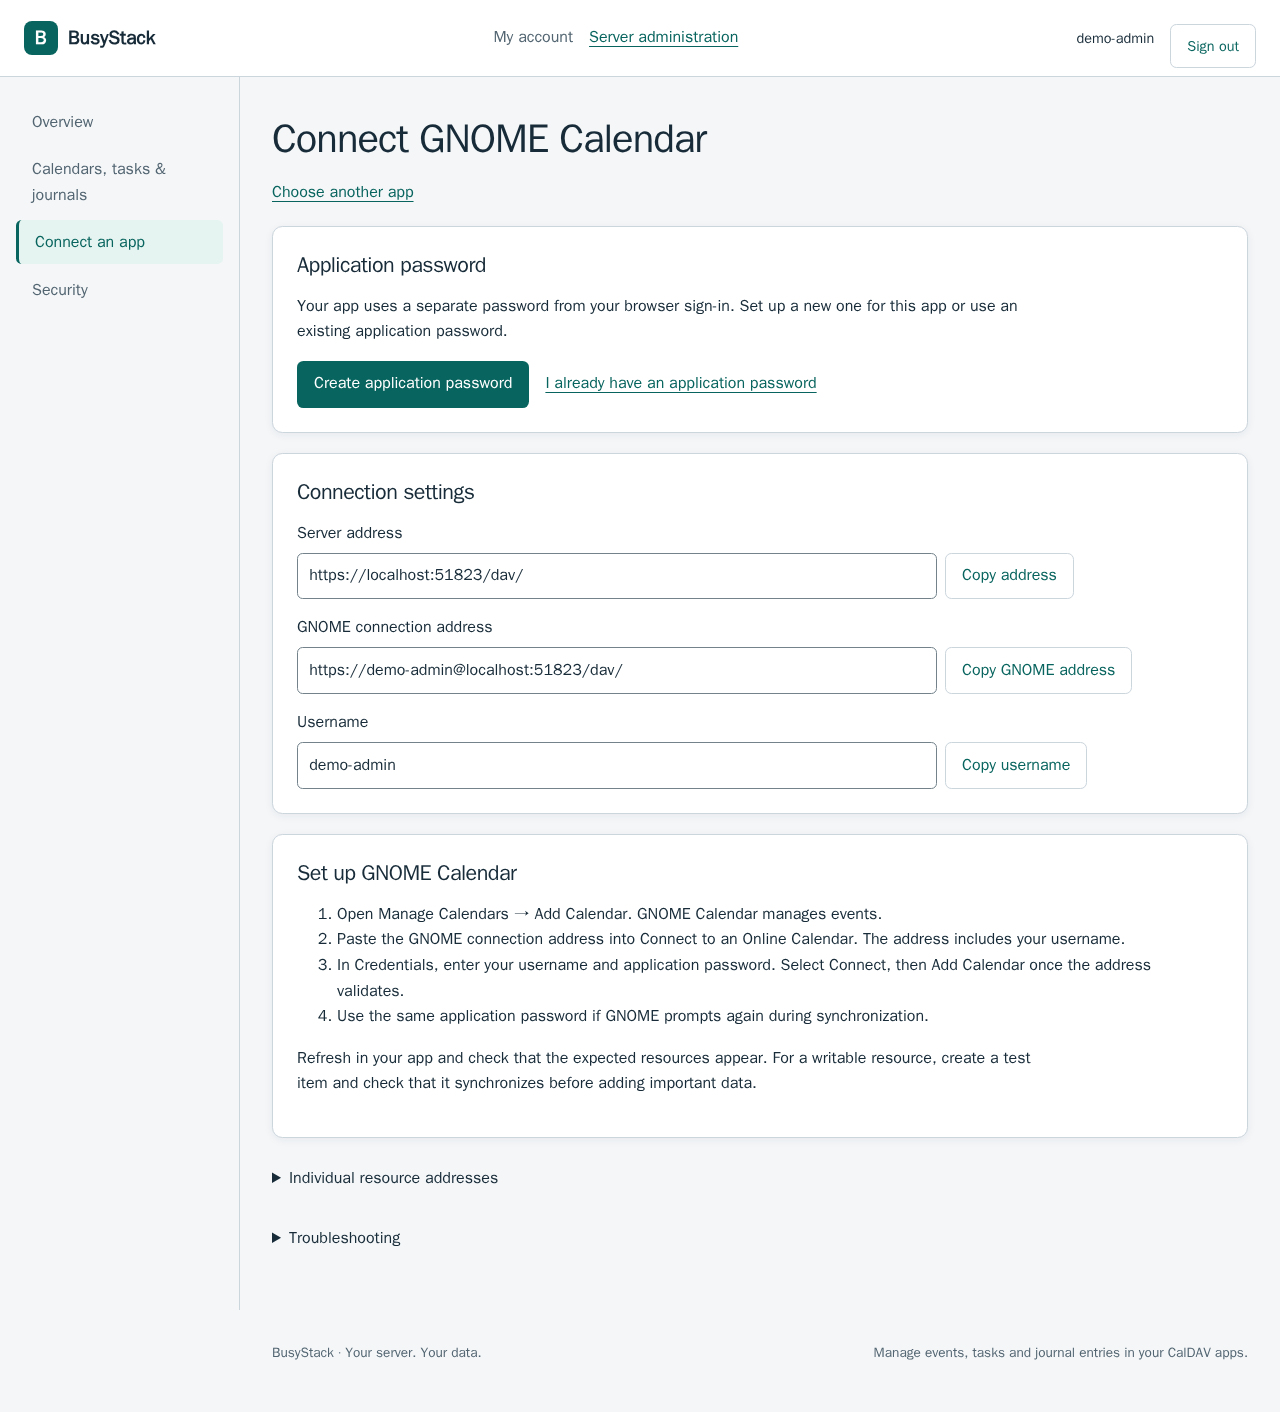 B BusyStack
My account Server administration
demo-admin Sign out
Overview
Calendars, tasks &
journals
Connect an app
Security
Connect GNOME Calendar
Choose another app
Application password
Your app uses a separate password from your browser sign-in. Set up a new one for this app or use an
existing application password.
Create application password I already have an application password
Connection settings
Server address
https://localhost:51823/dav/ Copy address
GNOME connection address
https://demo-admin@localhost:51823/dav/ Copy GNOME address
Username
demo-admin Copy username
Set up GNOME Calendar
1. Open Manage Calendars → Add Calendar. GNOME Calendar manages events.
2. Paste the GNOME connection address into Connect to an Online Calendar. The address includes your username.
3. In Credentials, enter your username and application password. Select Connect, then Add Calendar once the address
validates.
4. Use the same application password if GNOME prompts again during synchronization.
Refresh in your app and check that the expected resources appear. For a writable resource, create a test
item and check that it synchronizes before adding important data.
Individual resource addresses
Troubleshooting
BusyStack · Your server. Your data.
Manage events, tasks and journal entries in your CalDAV apps.